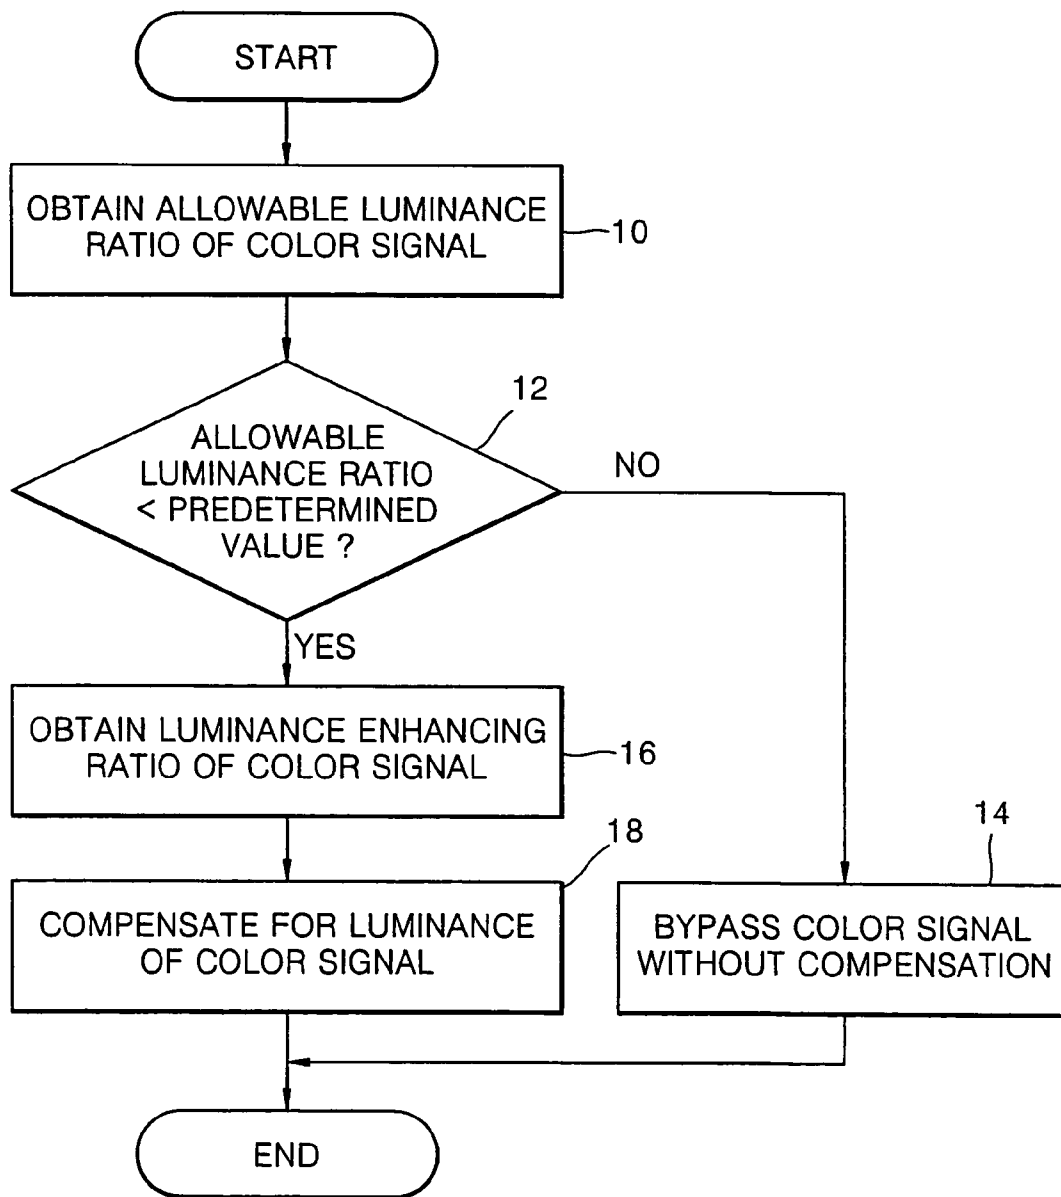 START
OBTAIN ALLOWABLE LUMINANCE
RATIO OF COLOR SIGNAL
10
12
ALLOWABLE
LUMINANCE RATIO
< PREDETERMINED
VALUE ?
NO
YES
OBTAIN LUMINANCE ENHANCING
RATIO OF COLOR SIGNAL
16
18
COMPENSATE FOR LUMINANCE
OF COLOR SIGNAL
14
BYPASS COLOR SIGNAL
WITHOUT COMPENSATION
END